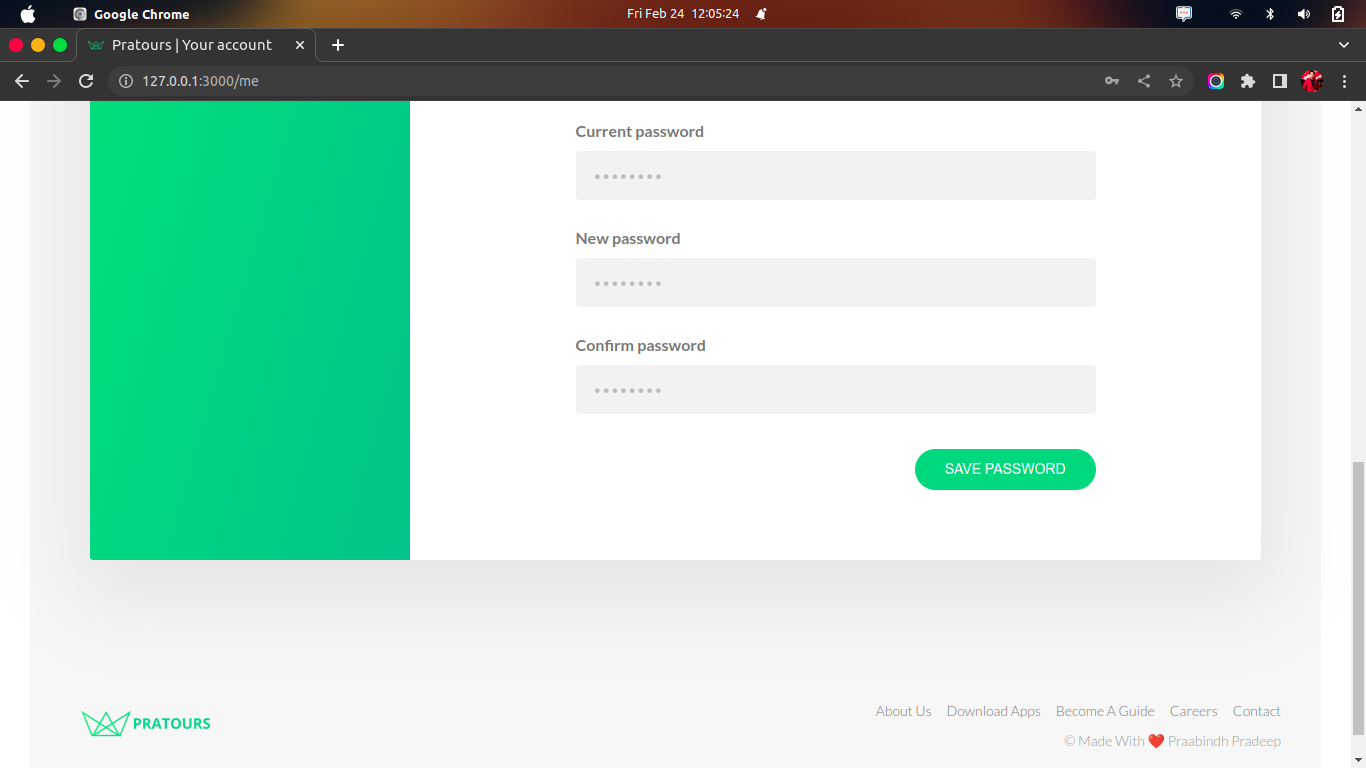 Google Chrome
Fri Feb 24 12:05:24
Pratours | Your account
127.0.0.1:3000/me
Current password
••••••••
New password
••••••••
Confirm password
••••••••
SAVE PASSWORD
PRATOURS
About Us Download Apps Become A Guide Careers Contact
© Made With ❤️ Praabindh Pradeep